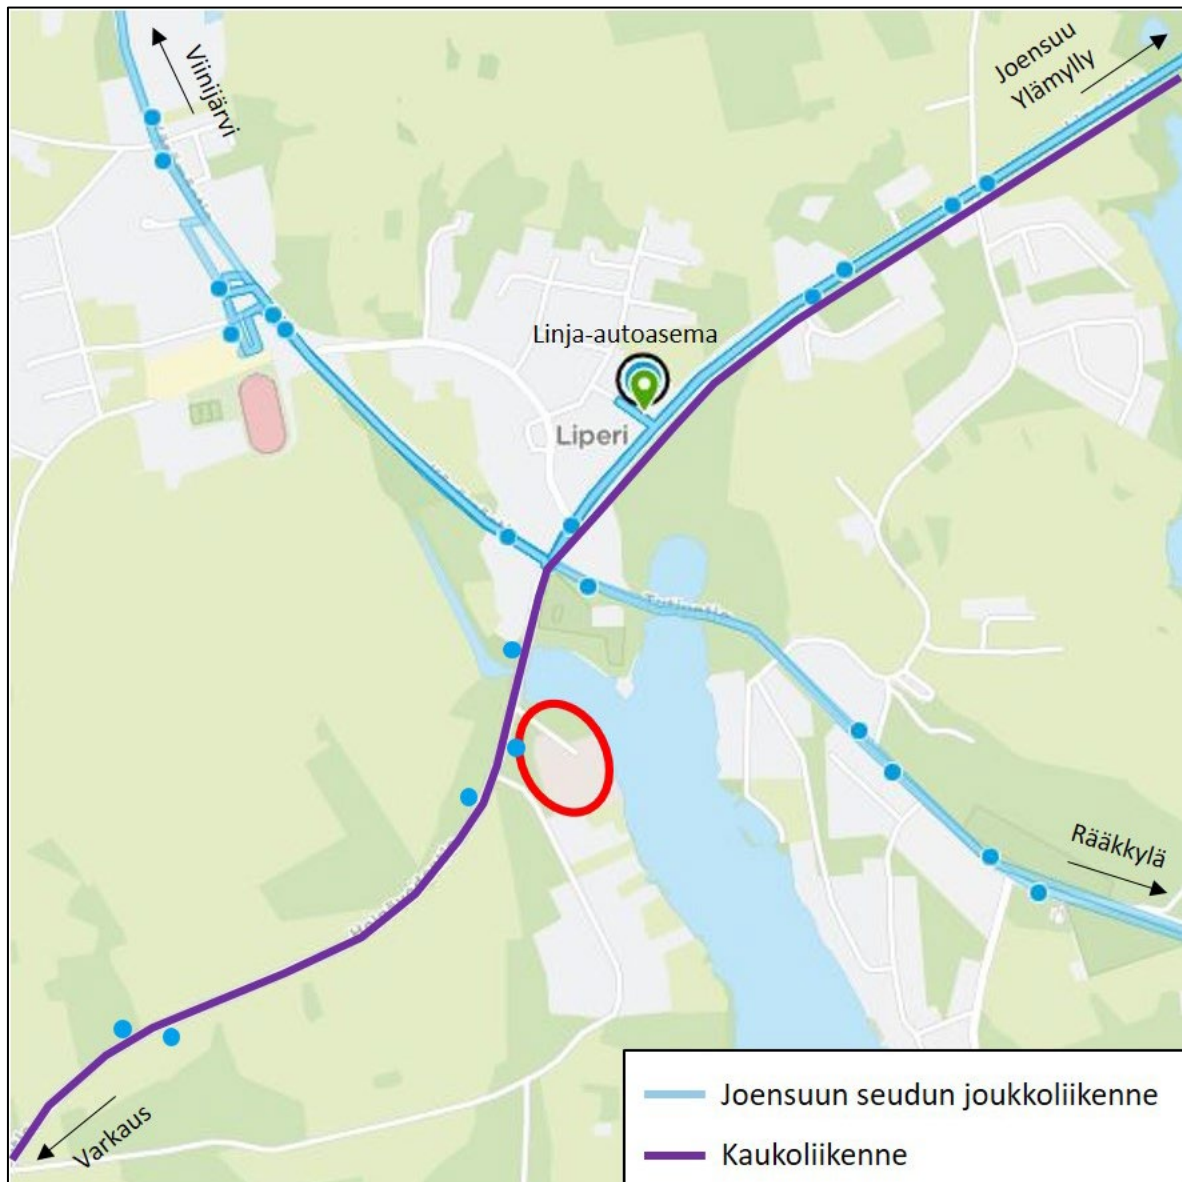 Viinijärvi
Joensuu
Ylämylly
Linja-autoasema
Liperi
Rääkkylä
Varkaus
Joensuun seudun joukkoliikenne
Kaukoliikenne